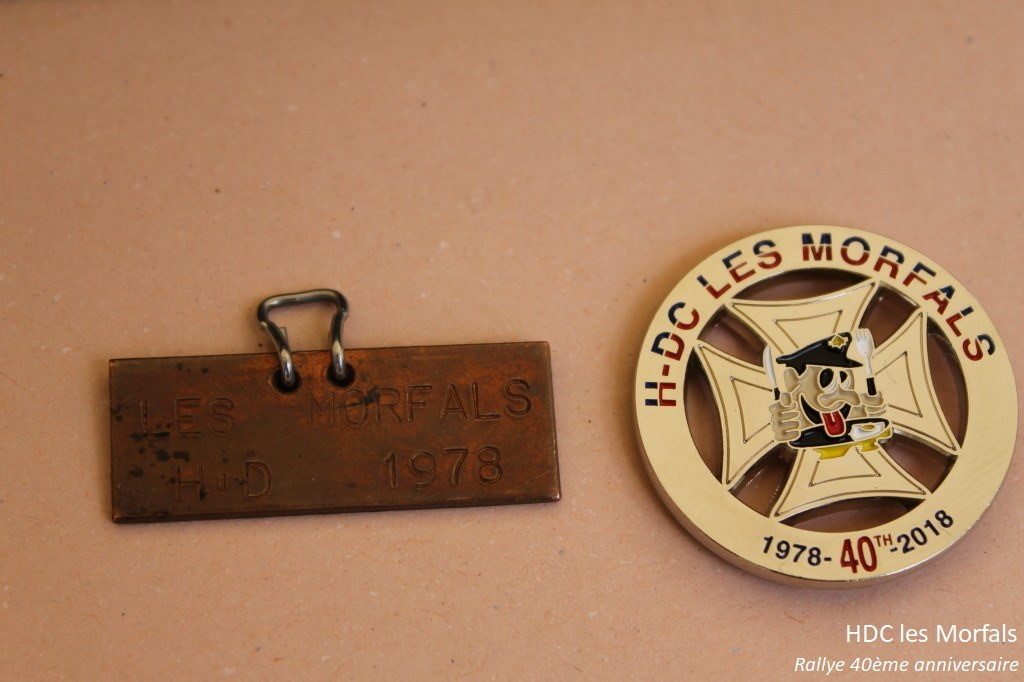 LES MORFALS
H-D 1978
H-DC LES MORFALS
1978-40TH-2018
HDC les Morfals
Rallye 40ème anniversaire